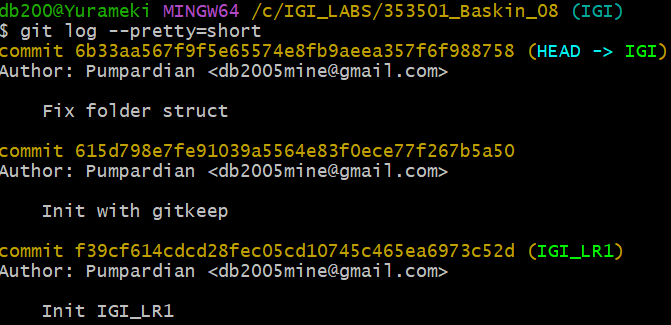 db200@Yurameki MINGW64 /c/IGI_LABS/353501_Baskin_08 (IGI)
$ git log --pretty=short
commit 6b33aa567f9f5e65574e8fb9aeea357f6f988758 (HEAD -> IGI)
Author: Pumpardian <db2005mine@gmail.com>
Fix folder struct
commit 615d798e7fe91039a5564e83f0ece77f267b5a50
Author: Pumpardian <db2005mine@gmail.com>
Init with gitkeep
commit f39cf614cdcd28fec05cd10745c465ea6973c52d (IGI_LR1)
Author: Pumpardian <db2005mine@gmail.com>
Init IGI_LR1